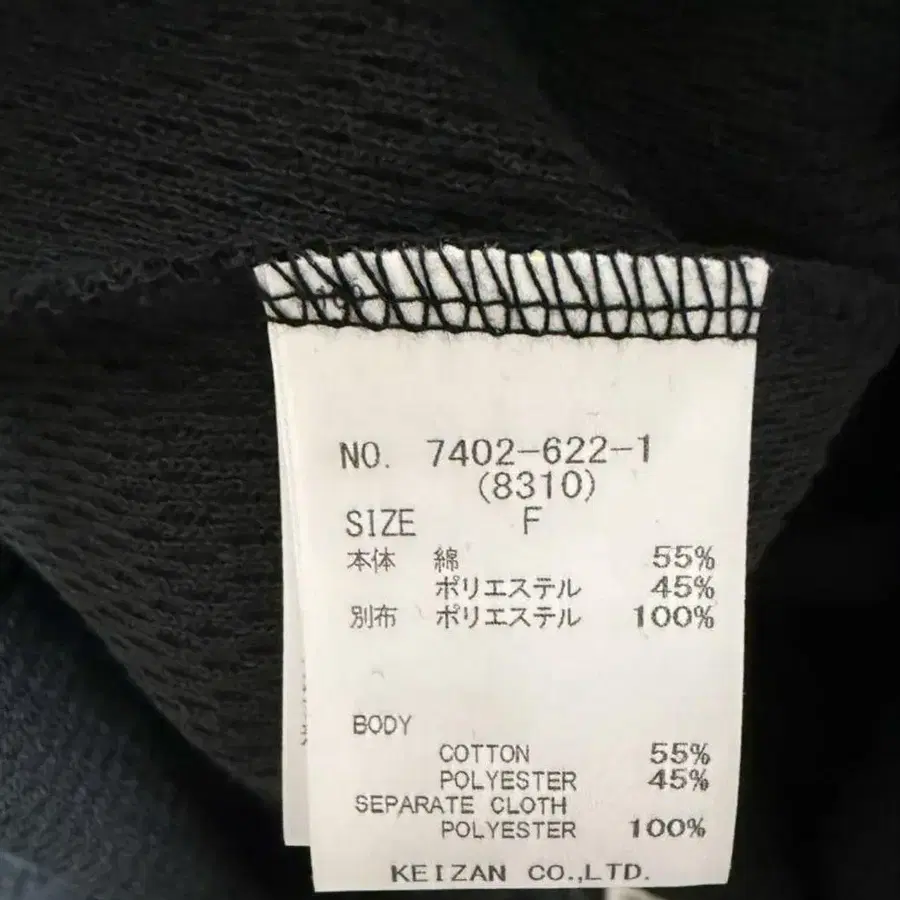 NO. 7402-622-1
(8310)
SIZE F
本体 綿 55%
ポリエステル 45%
別布 ポリエステル 100%
BODY
COTTON 55%
POLYESTER 45%
SEPARATE CLOTH
POLYESTER 100%
KEIZAN CO.,LTD.